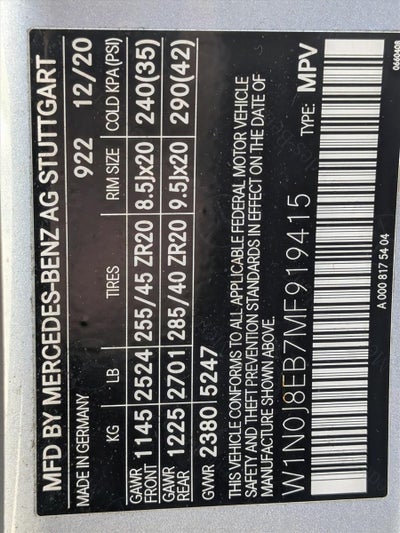 MFD BY MERCEDES-BENZ AG STUTTGART
MADE IN GERMANY 922 12/20
KG LB TIRES RIM SIZE COLD KPA(PSI)
GAWR FRONT 1145 2524 255/45 ZR20 8.5Jx20 240(35)
GAWR REAR 1225 2701 285/40 ZR20 9.5Jx20 290(42)
GVWR 2380 5247
THIS VEHICLE CONFORMS TO ALL APPLICABLE FEDERAL MOTOR VEHICLE
SAFETY AND THEFT PREVENTION STANDARDS IN EFFECT ON THE DATE OF
MANUFACTURE SHOWN ABOVE.
W1N0J8EB7MF919415 TYPE: MPV
A 000 817 54 04
0660408